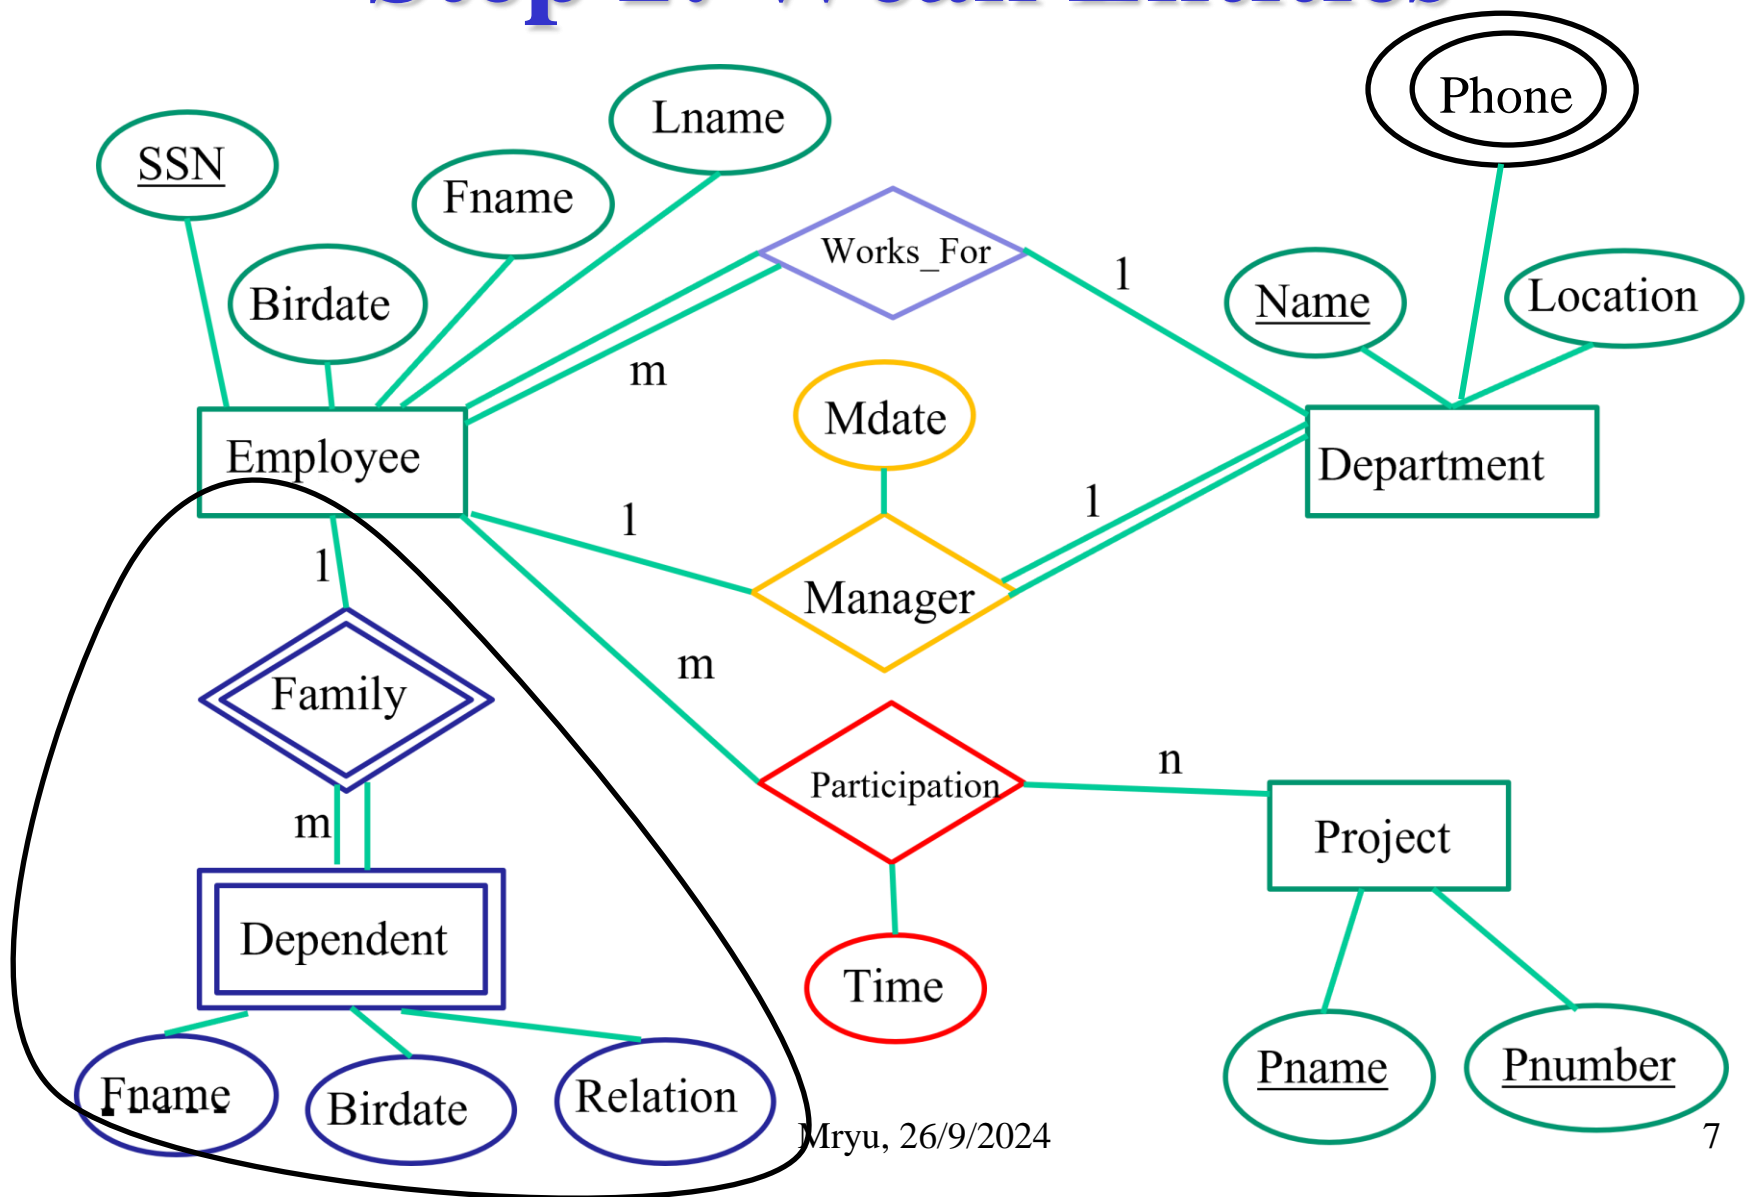 Phone
Lname
SSN
Fname
Works_For
1
Name
Location
Birdate
m
Mdate
Employee
Department
1
1
1
Manager
m
Family
n
Participation
m
Project
Dependent
Time
Pname
Pnumber
Fname
Birdate
Relation
Mryu, 26/9/2024
7